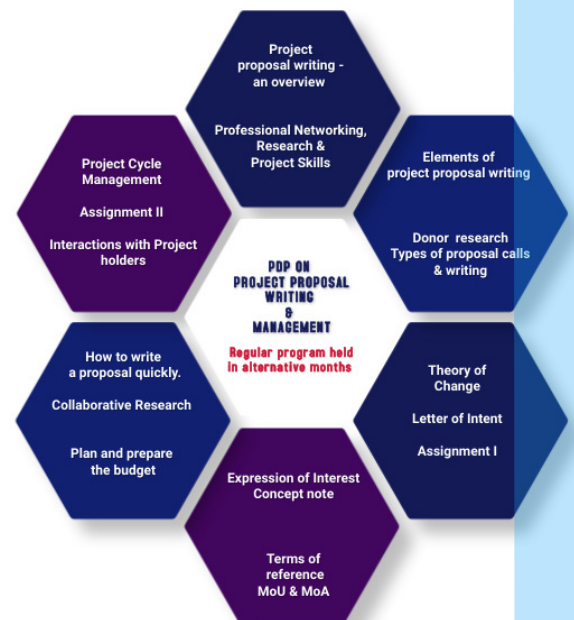 Project
proposal writing -
an overview
Professional Networking,
Research &
Project Skills
Elements of
project proposal writing
Donor research
Types of proposal calls
& writing
Theory of
Change
Letter of Intent
Assignment I
Expression of Interest
Concept note
Terms of
reference
MoU & MoA
How to write
a proposal quickly.
Collaborative Research
Plan and prepare
the budget
Project Cycle
Management
Assignment II
Interactions with Project
holders
PDP ON
PROJECT PROPOSAL
WRITING
&
MANAGEMENT
Regular program held
in alternative months